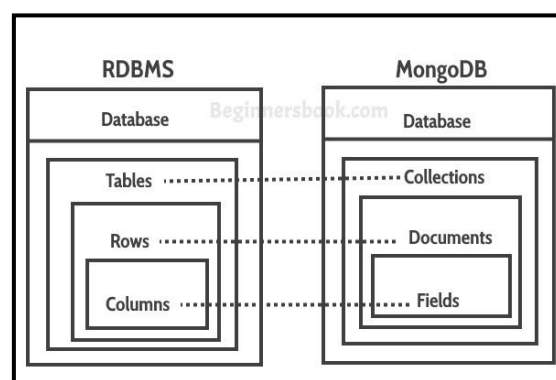 RDBMS
MongoDB
Beginnersbook.com
Database
Database
Tables
Collections
Rows
Documents
Columns
Fields